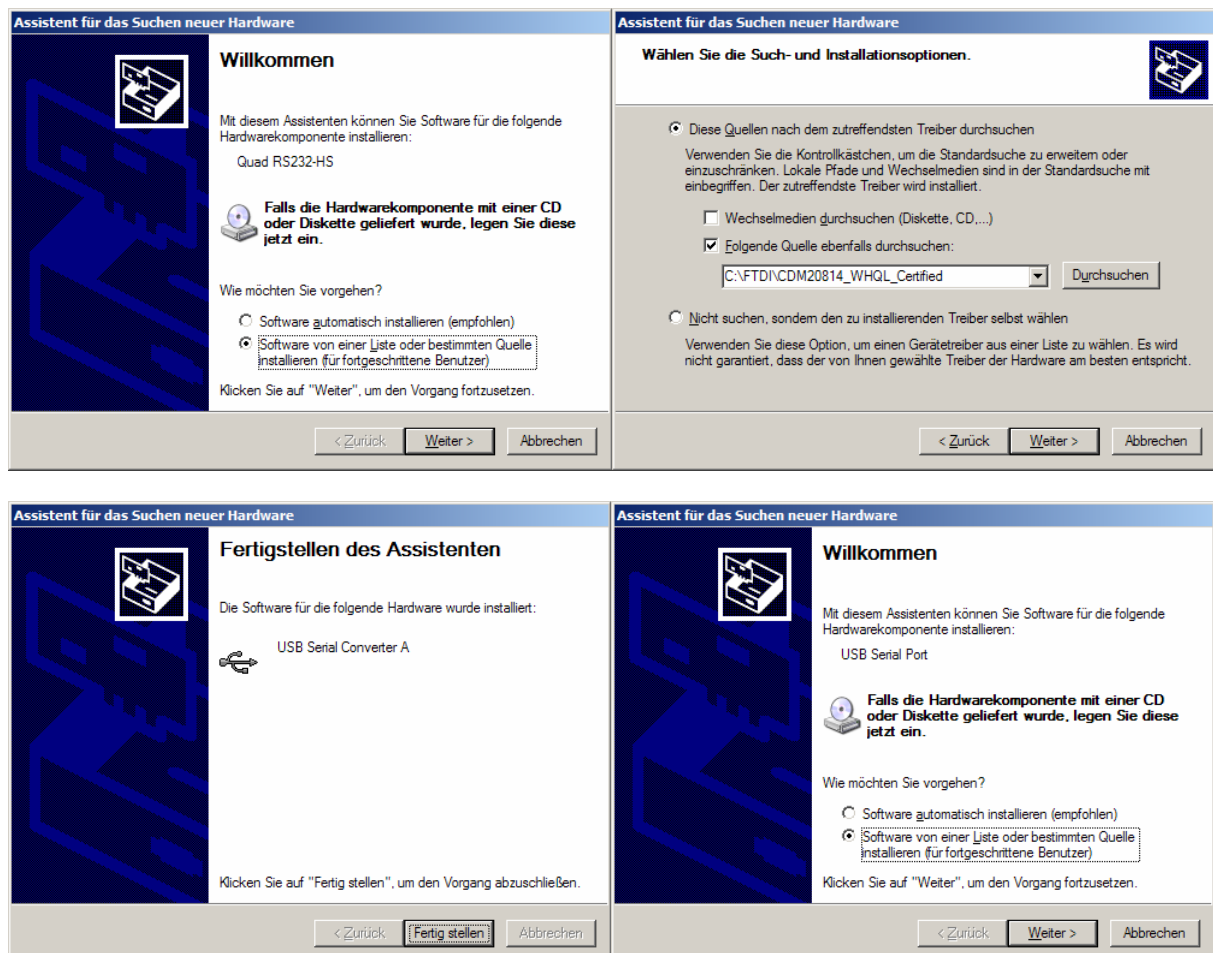 Assistent für das Suchen neuer Hardware
Willkommen
Mit diesem Assistenten können Sie Software für die folgende
Hardwarekomponente installieren:
Quad RS232-HS
Falls die Hardwarekomponente mit einer CD
oder Diskette geliefert wurde, legen Sie diese
jetzt ein.
Wie möchten Sie vorgehen?
Software automatisch installieren (empfohlen)
Software von einer Liste oder bestimmten Quelle
installieren (für fortgeschrittene Benutzer)
Klicken Sie auf "Weiter", um den Vorgang fortzusetzen.
< Zurück
Weiter >
Abbrechen
Assistent für das Suchen neuer Hardware
Wählen Sie die Such- und Installationsoptionen.
Diese Quellen nach dem zutreffendsten Treiber durchsuchen
Verwenden Sie die Kontrollkästchen, um die Standardsuche zu erweitern oder
einzuschränken. Lokale Pfade und Wechselmedien sind in der Standardsuche mit
einbegriffen. Der zutreffendste Treiber wird installiert.
Wechselmedien durchsuchen (Diskette, CD,...)
Folgende Quelle ebenfalls durchsuchen:
C:\FTDI\CDM20814_WHQL_Certified
Durchsuchen
Nicht suchen, sondern den zu installierenden Treiber selbst wählen
Verwenden Sie diese Option, um einen Gerätetreiber aus einer Liste zu wählen. Es wird
nicht garantiert, dass der von Ihnen gewählte Treiber der Hardware am besten entspricht.
< Zurück
Weiter >
Abbrechen
Assistent für das Suchen neuer Hardware
Fertigstellen des Assistenten
Die Software für die folgende Hardware wurde installiert:
USB Serial Converter A
Klicken Sie auf "Fertig stellen", um den Vorgang abzuschließen.
< Zurück
Fertig stellen
Abbrechen
Assistent für das Suchen neuer Hardware
Willkommen
Mit diesem Assistenten können Sie Software für die folgende
Hardwarekomponente installieren:
USB Serial Port
Falls die Hardwarekomponente mit einer CD
oder Diskette geliefert wurde, legen Sie diese
jetzt ein.
Wie möchten Sie vorgehen?
Software automatisch installieren (empfohlen)
Software von einer Liste oder bestimmten Quelle
installieren (für fortgeschrittene Benutzer)
Klicken Sie auf "Weiter", um den Vorgang fortzusetzen.
< Zurück
Weiter >
Abbrechen